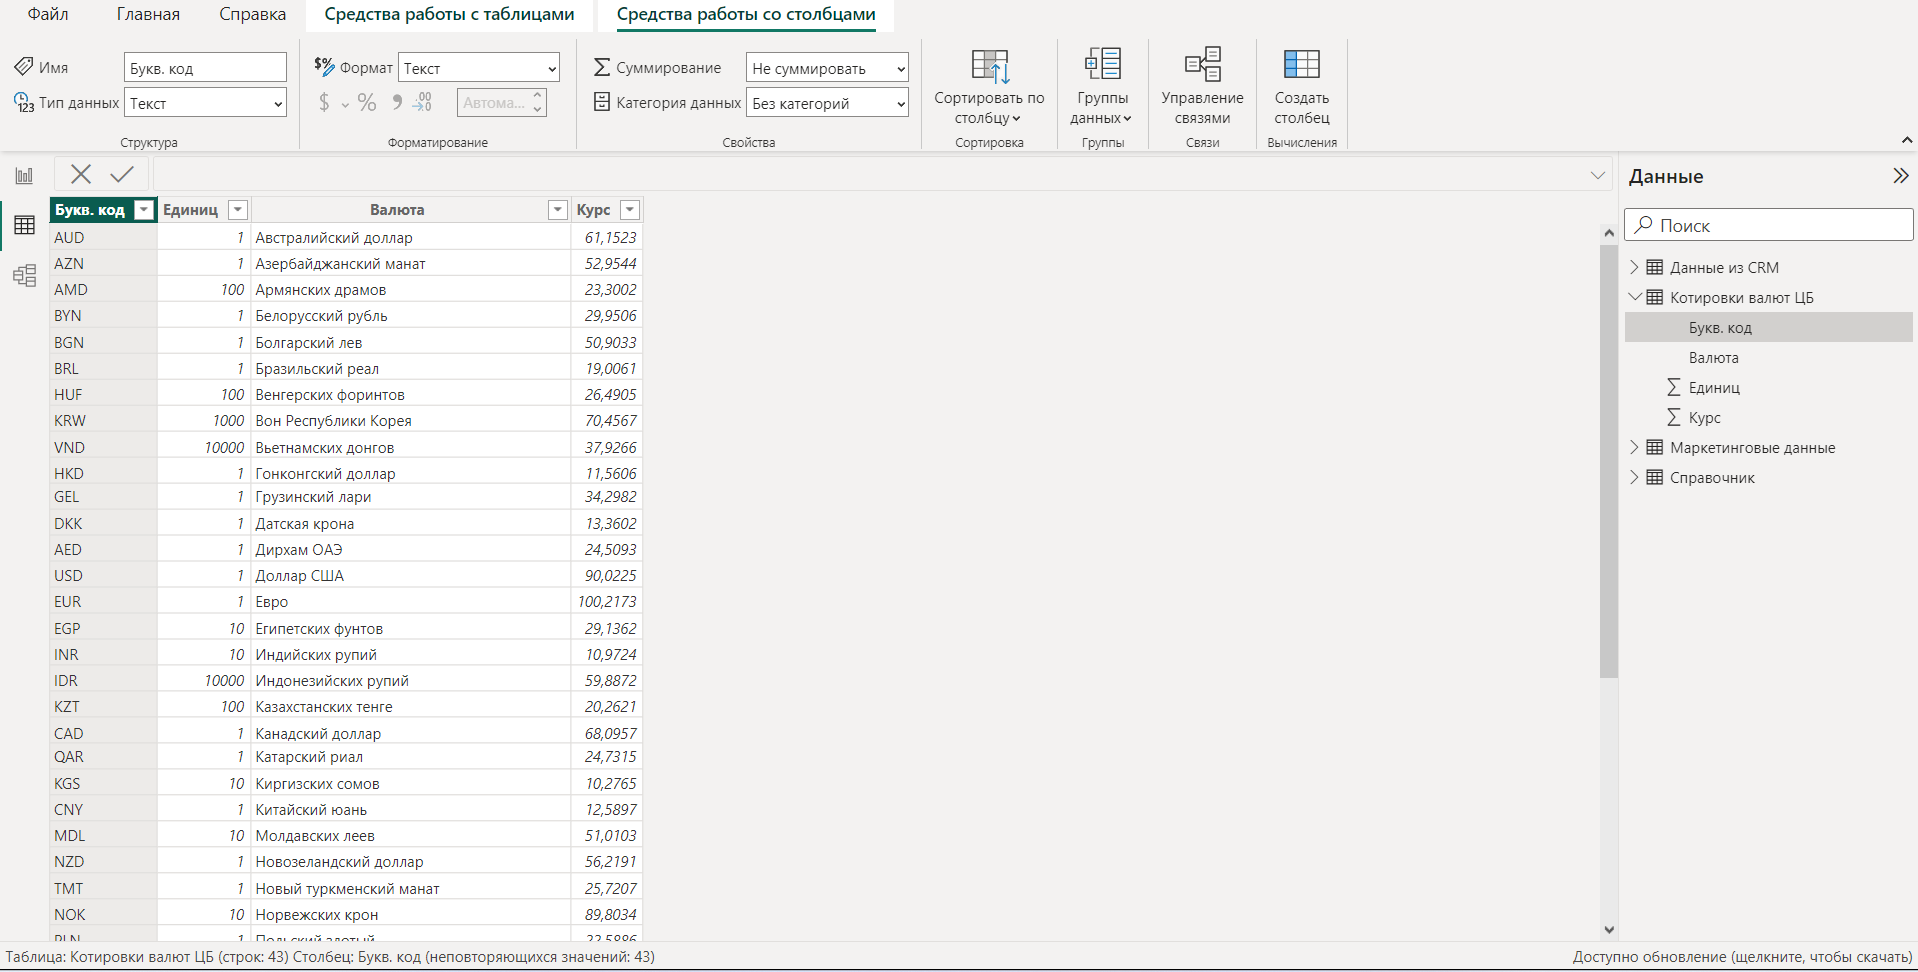 Файл Главная Справка Средства работы с таблицами Средства работы со столбцами
Имя Букв. код
Тип данных Текст
Структура
$% Формат Текст
$ % 9 .00 Автома...
Форматирование
Суммирование Не суммировать
Категория данных Без категорий
Свойства
Сортировать по
столбцу
Сортировка
Группы
данных
Группы
Управление
связями
Связи
Создать
столбец
Вычисления
Букв. код Единиц Валюта Курс
AUD 1 Австралийский доллар 61,1523
AZN 1 Азербайджанский манат 52,9544
AMD 100 Армянских драмов 23,3002
BYN 1 Белорусский рубль 29,9506
BGN 1 Болгарский лев 50,9033
BRL 1 Бразильский реал 19,0061
HUF 100 Венгерских форинтов 26,4905
KRW 1000 Вон Республики Корея 70,4567
VND 10000 Вьетнамских донгов 37,9266
HKD 1 Гонконгский доллар 11,5606
GEL 1 Грузинский лари 34,2982
DKK 1 Датская крона 13,3602
AED 1 Дирхам ОАЭ 24,5093
USD 1 Доллар США 90,0225
EUR 1 Евро 100,2173
EGP 10 Египетских фунтов 29,1362
INR 10 Индийских рупий 10,9724
IDR 10000 Индонезийских рупий 59,8872
KZT 100 Казахстанских тенге 20,2621
CAD 1 Канадский доллар 68,0957
QAR 1 Катарский риал 24,7315
KGS 10 Киргизских сомов 10,2765
CNY 1 Китайский юань 12,5897
MDL 10 Молдавских леев 51,0103
NZD 1 Новозеландский доллар 56,2191
TMT 1 Новый туркменский манат 25,7207
NOK 10 Норвежских крон 89,8034
PLN 1 Польский злотый 22,5886
Данные
Поиск
Данные из CRM
Котировки валют ЦБ
Букв. код
Валюта
Единиц
Курс
Маркетинговые данные
Справочник
Таблица: Котировки валют ЦБ (строк: 43) Столбец: Букв. код (неповторяющихся значений: 43)
Доступно обновление (щелкните, чтобы скачать)